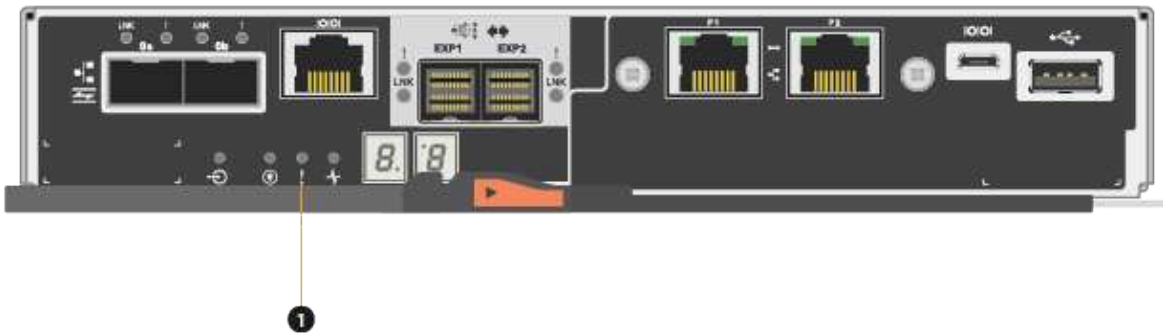 LNK ! LNK !
0a 0b
IOIOI
! EXP1 EXP2 !
LNK LNK
P1 P2
IOIOI
!
8. .8
1